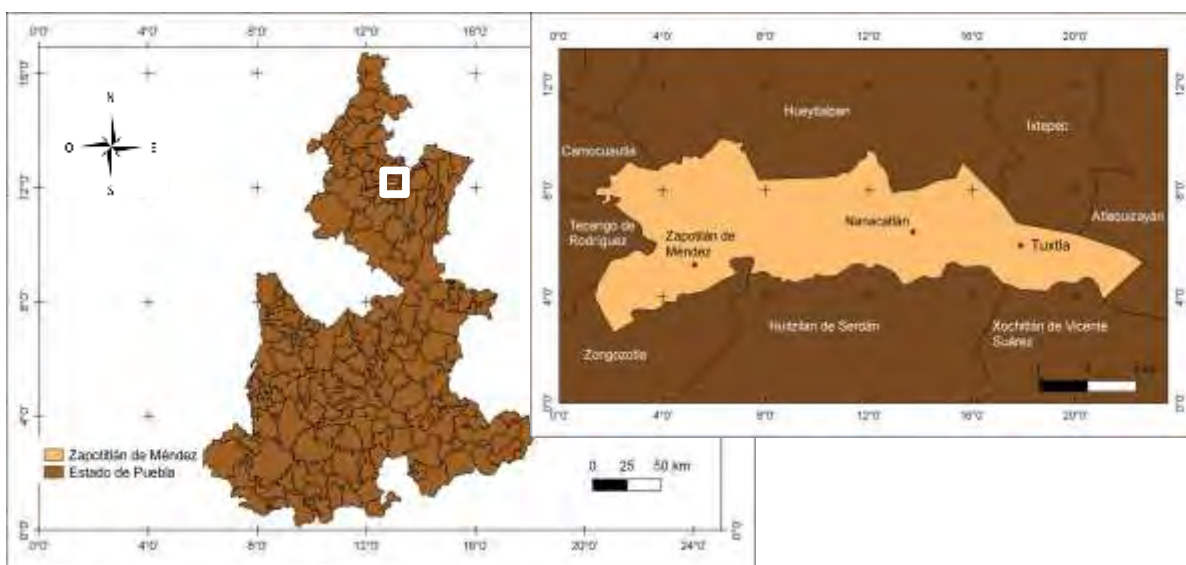 0°0'
4°0'
8°0'
12°0'
16°0'
16°0'
12°0'
8°0'
4°0'
0°0'
N
O
E
S
Zapotitlán de Méndez
Estado de Puebla
0 25 50 km
0°0'
4°0'
8°0'
12°0'
16°0'
20°0'
24°0'
0°0'
0°0'
4°0'
8°0'
12°0'
16°0'
20°0'
12°0'
8°0'
4°0'
0°0'
Hueytlalpan
Ixtepec
Camocuautla
Atlequizayán
Tepango de
Rodríguez
Zapotitlán de
Méndez
Nanacatlán
Tuxtla
Huitzilan de Serdán
Xochitlán de Vicente
Suárez
Zongozotla
12°0'
8°0'
4°0'
0°0'
0°0'
4°0'
8°0'
12°0'
16°0'
20°0'